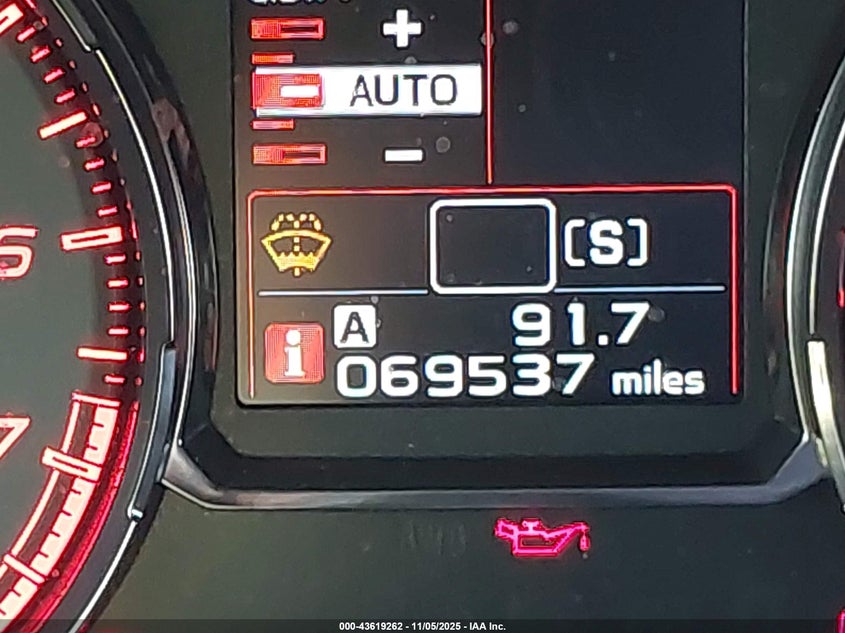 +
AUTO
-
6
[S]
A 91.7
i 069537 miles
7
000-43619262 - 11/05/2025 - IAA Inc.